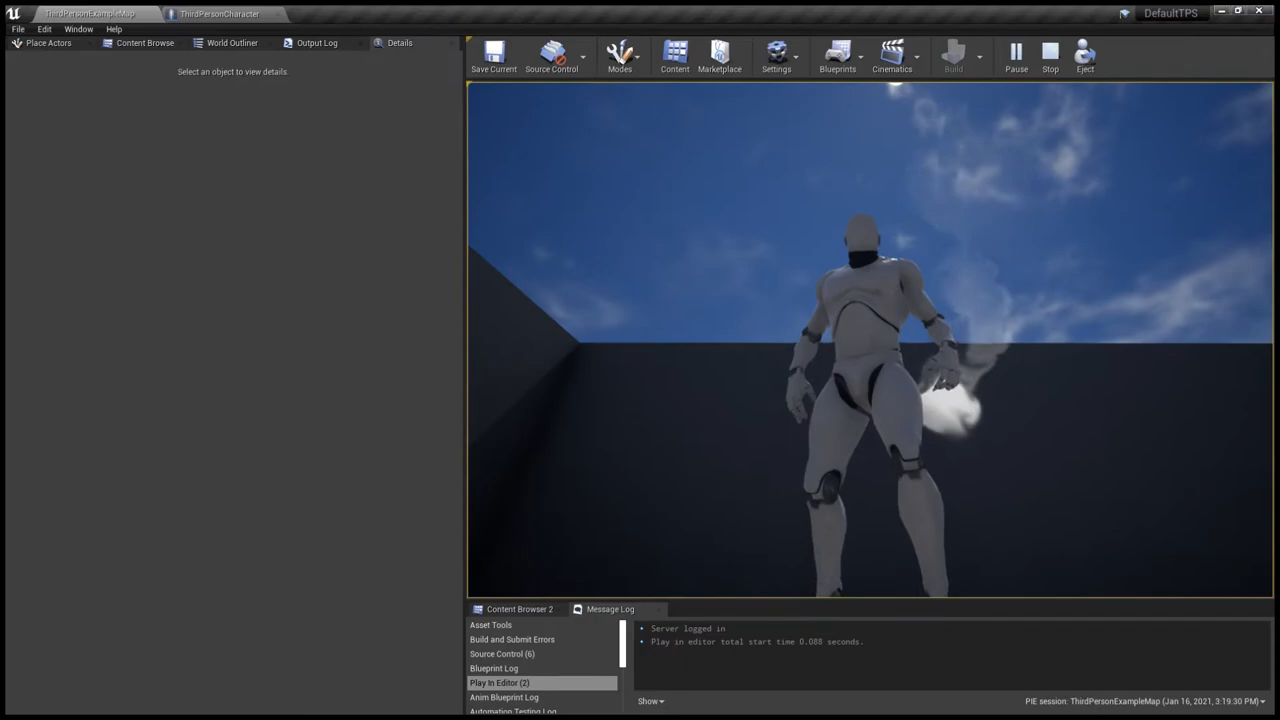 ThirdPersonExampleMap
ThirdPersonCharacter
DefaultTPS
File Edit Window Help
Place Actors
Content Browse
World Outliner
Output Log
Details
Select an object to view details.
Save Current
Source Control
Modes
Content
Marketplace
Settings
Blueprints
Cinematics
Build
Pause
Stop
Eject
Content Browser 2
Message Log
Asset Tools
Build and Submit Errors
Source Control (6)
Blueprint Log
Play In Editor (2)
Anim Blueprint Log
Automation Testing Log
Server logged in
Play in editor total start time 0.088 seconds.
Show
PIE session: ThirdPersonExampleMap (Jan 16, 2021, 3:19:30 PM)